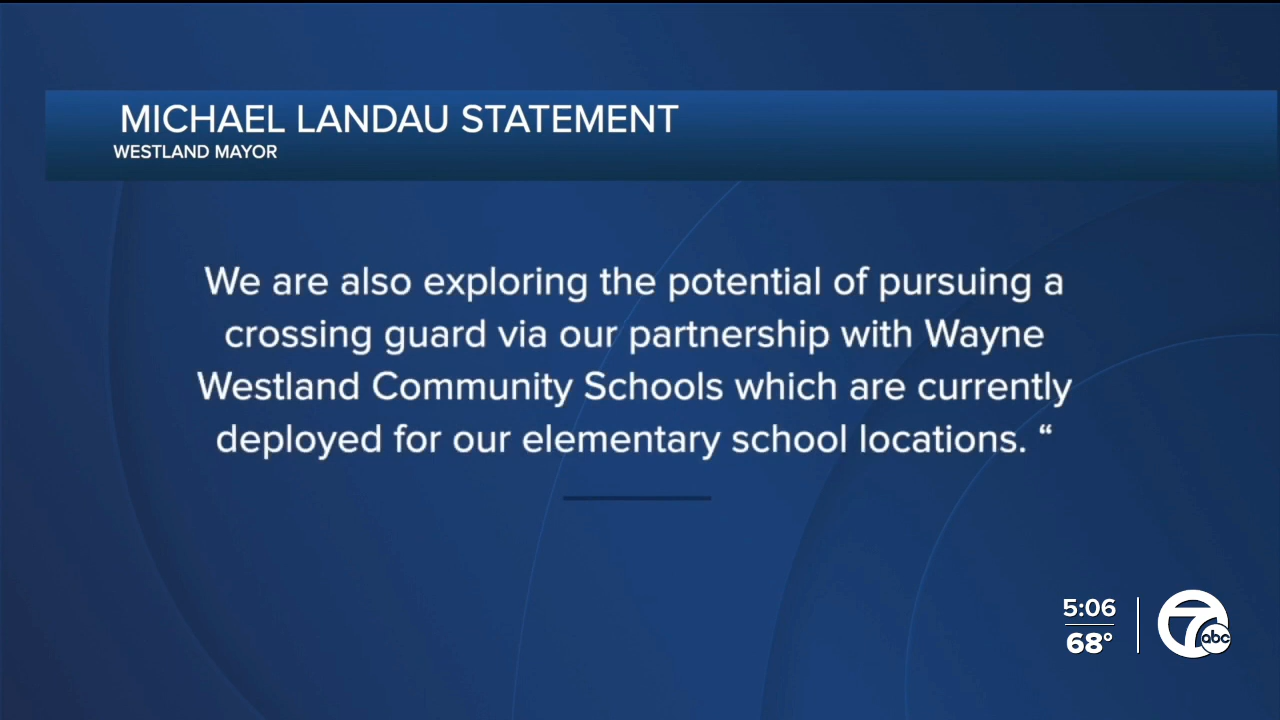 MICHAEL LANDAU STATEMENT
WESTLAND MAYOR
We are also exploring the potential of pursuing a
crossing guard via our partnership with Wayne
Westland Community Schools which are currently
deployed for our elementary school locations. “
5:06
68°
7 abc